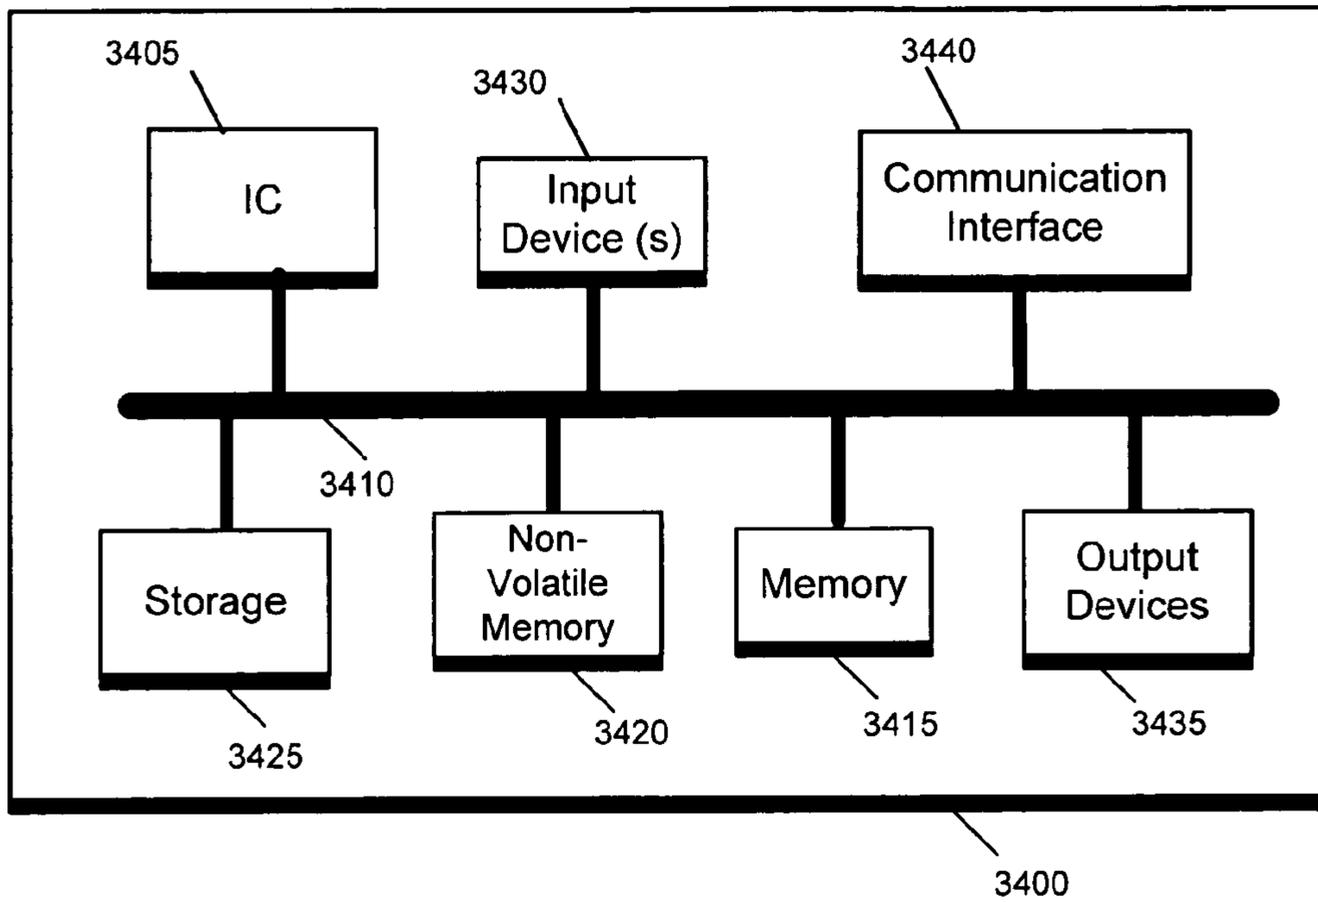 3405
3430
3440
IC
Input
Device (s)
Communication
Interface
3410
Storage
Non-
Volatile
Memory
Memory
Output
Devices
3425
3420
3415
3435
3400